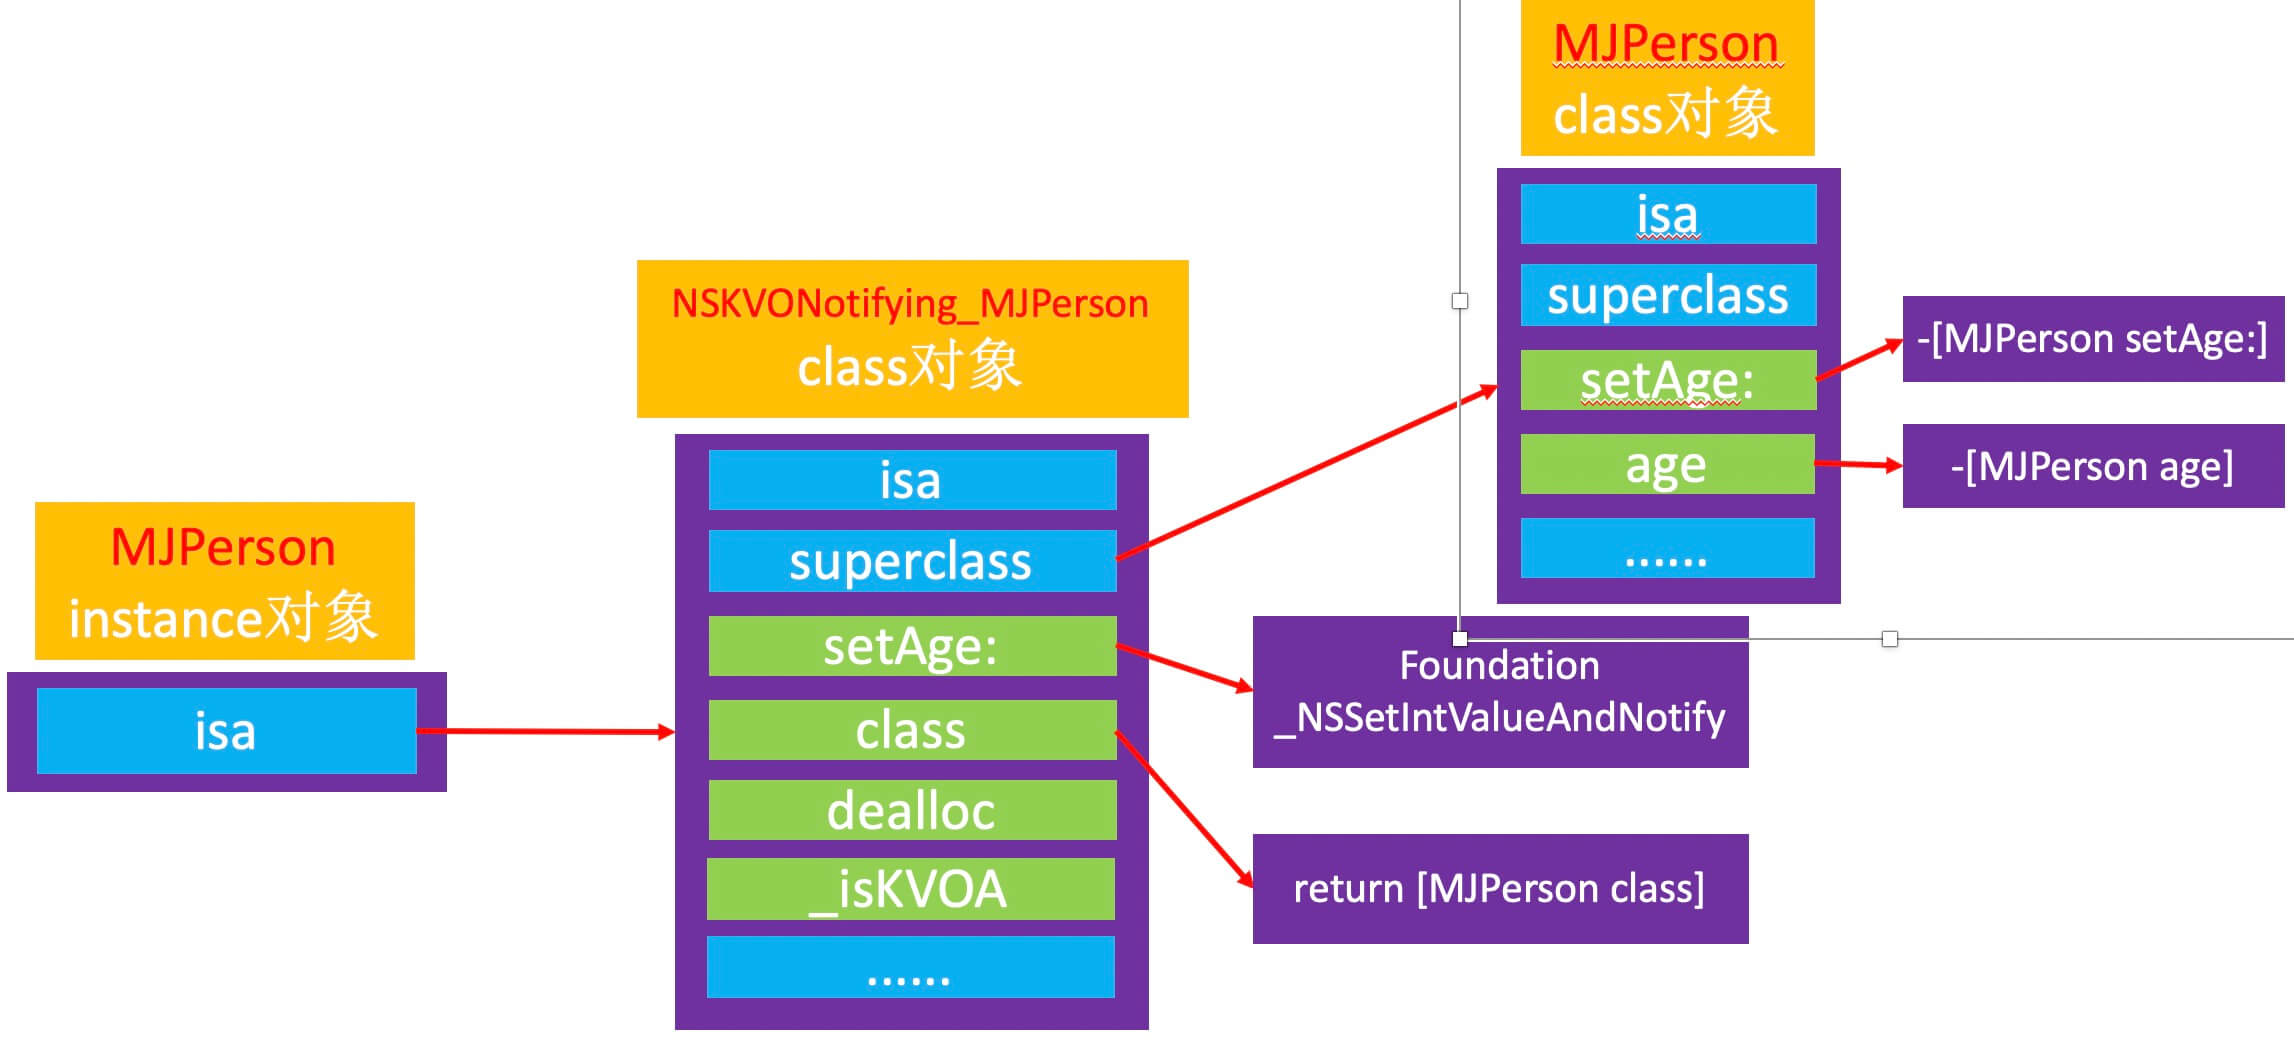 MJPerson
instance对象
isa
NSKVONotifying_MJPerson
class对象
isa
superclass
setAge:
class
dealloc
_isKVOA
......
Foundation
_NSSetIntValueAndNotify
return [MJPerson class]
MJPerson
class对象
isa
superclass
setAge:
age
......
-[MJPerson setAge:]
-[MJPerson age]